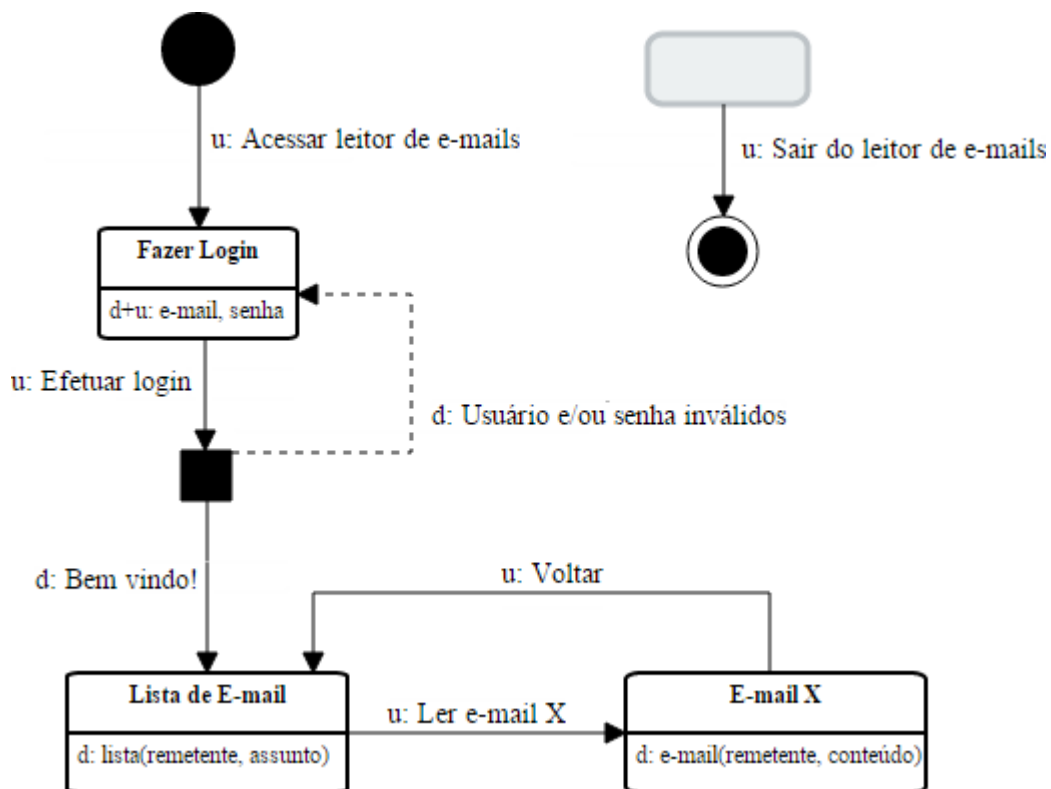 u: Acessar leitor de e-mails
u: Sair do leitor de e-mails
Fazer Login
d+u: e-mail, senha
u: Efetuar login
d: Usuário e/ou senha inválidos
d: Bem vindo!
u: Voltar
Lista de E-mail
d: lista(remetente, assunto)
u: Ler e-mail X
E-mail X
d: e-mail(remetente, conteúdo)